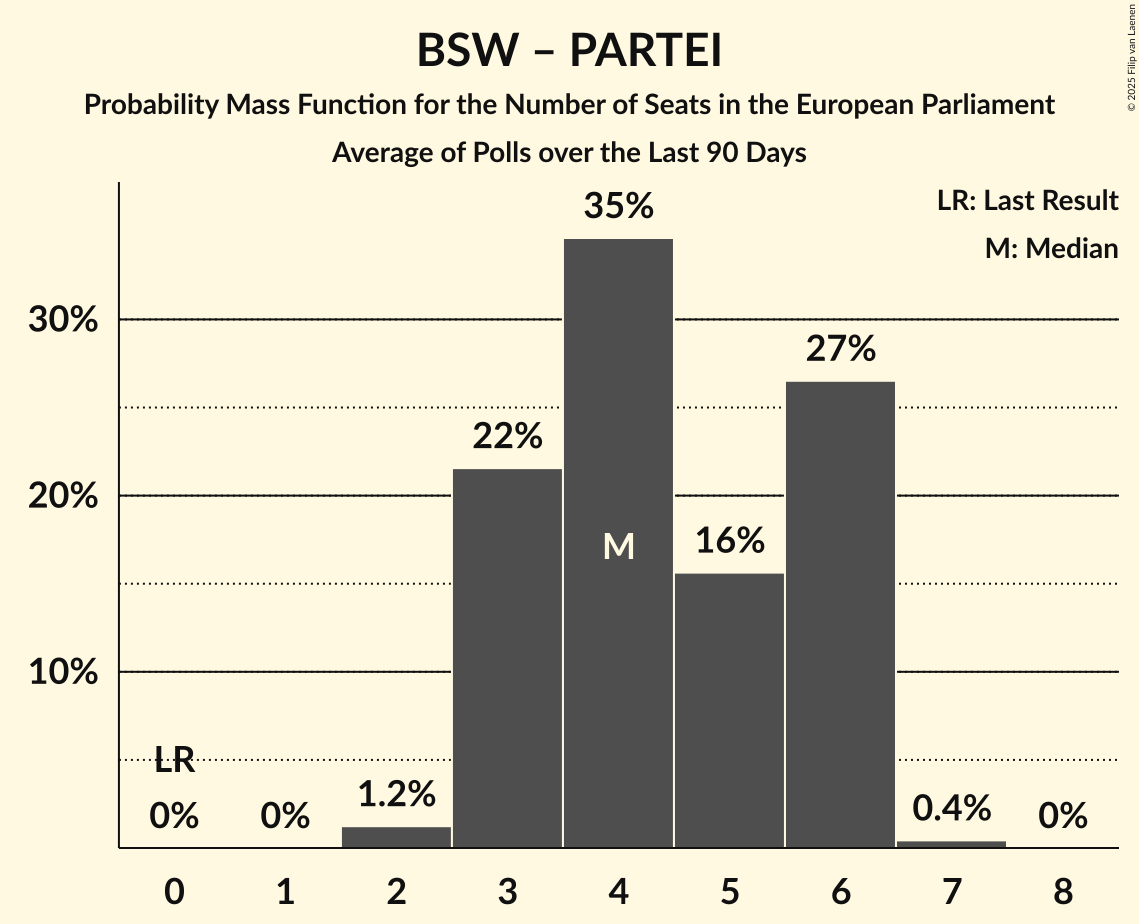 BSW – PARTEI
Probability Mass Function for the Number of Seats in the European Parliament
Average of Polls over the Last 90 Days
© 2025 Filip van Laenen
LR: Last Result
M: Median
35%
30%
27%
22%
20%
16%
M
10%
LR
0%
0%
1.2%
0.4%
0%
0 1 2 3 4 5 6 7 8